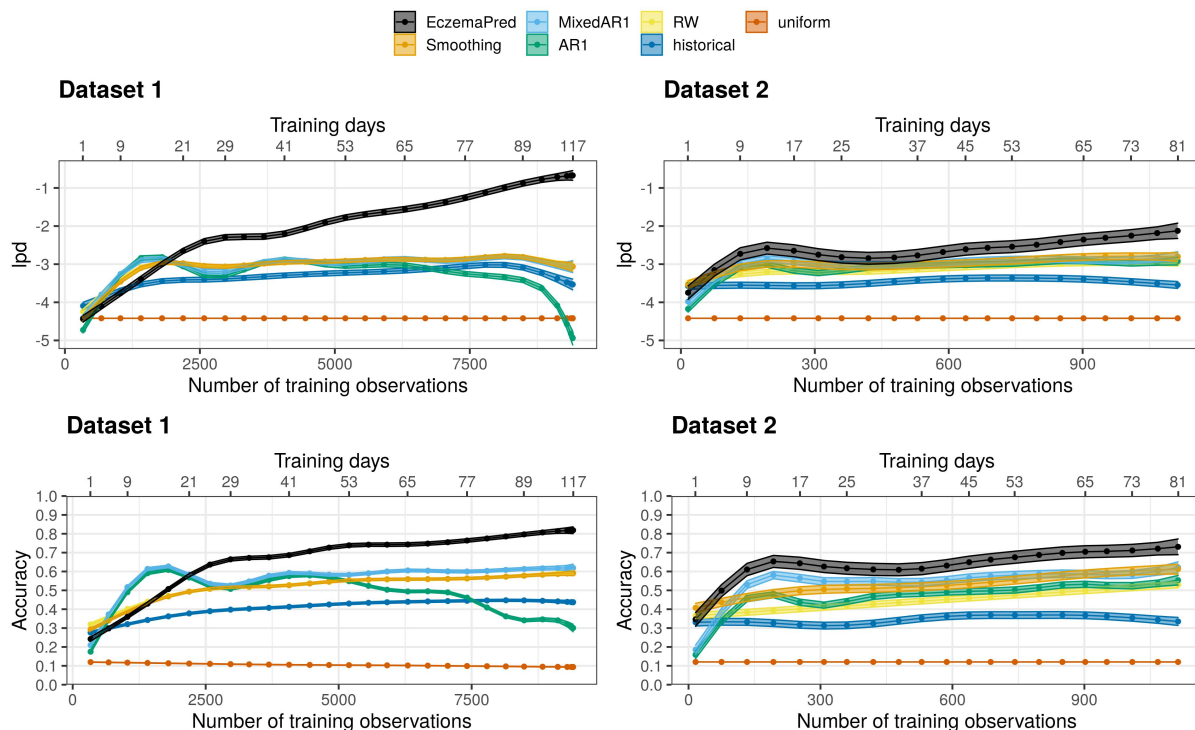 EczemaPred MixedAR1 RW uniform
Smoothing AR1 historical
Dataset 1
Training days
1 9 21 29 41 53 65 77 89 117
lpd
-1
-2
-3
-4
-5
0 2500 5000 7500
Number of training observations
Dataset 2
Training days
1 9 17 25 37 45 53 65 73 81
lpd
-1
-2
-3
-4
-5
0 300 600 900
Number of training observations
Dataset 1
Training days
1 9 21 29 41 53 65 77 89 117
Accuracy
1.0
0.9
0.8
0.7
0.6
0.5
0.4
0.3
0.2
0.1
0.0
0 2500 5000 7500
Number of training observations
Dataset 2
Training days
1 9 17 25 37 45 53 65 73 81
Accuracy
1.0
0.9
0.8
0.7
0.6
0.5
0.4
0.3
0.2
0.1
0.0
0 300 600 900
Number of training observations